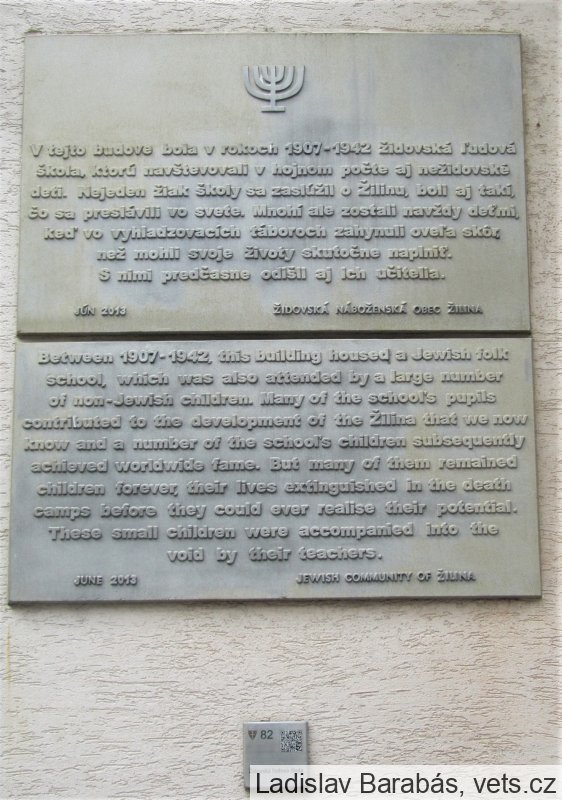 V tejto budove bola v rokoch 1907-1942 židovská ľudová
škola, ktorú navštevovali v hojnom počte aj nežidovské
deti. Nejeden žiak školy sa zaslúžil o Žilinu, boli aj takí,
čo sa preslávili vo svete. Mnohí ale zostali navždy deťmi,
keď vo vyhladzovacích táboroch zahynuli oveľa skôr,
než mohli svoje životy skutočne naplniť.
S nimi predčasne odišli aj ich učitelia.
JÚN 2013 ŽIDOVSKÁ NÁBOŽENSKÁ OBEC ŽILINA
Between 1907-1942, this building housed a Jewish folk
school, which was also attended by a large number
of non-Jewish children. Many of the school's pupils
contributed to the development of the Žilina that we now
know and a number of the school's children subsequently
achieved worldwide fame. But many of them remained
children forever, their lives extinguished in the death
camps before they could ever realise their potential.
These small children were accompanied into the
void by their teachers.
JUNE 2013 JEWISH COMMUNITY OF ŽILINA
82
Ladislav Barabás, vets.cz